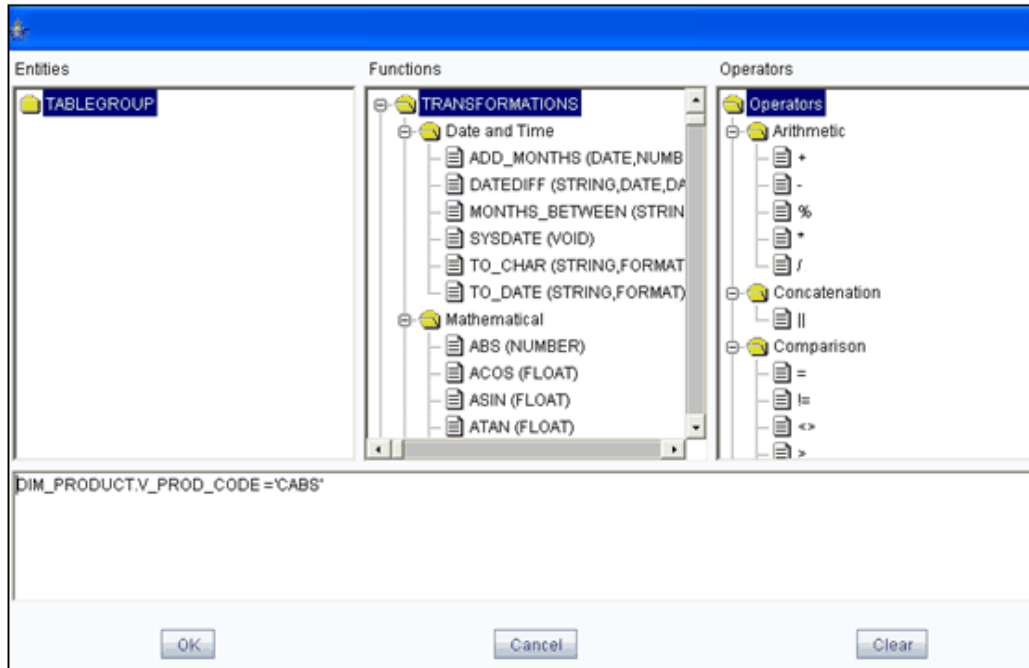 Entities
Functions
Operators
TABLEGROUP
TRANSFORMATIONS
Date and Time
ADD_MONTHS (DATE,NUMB
DATEDIFF (STRING,DATE,DA
MONTHS_BETWEEN (STRIN
SYSDATE (VOID)
TO_CHAR (STRING,FORMAT
TO_DATE (STRING,FORMAT)
Mathematical
ABS (NUMBER)
ACOS (FLOAT)
ASIN (FLOAT)
ATAN (FLOAT)
Operators
Arithmetic
+
-
%
*
/
Concatenation
||
Comparison
=
!=
<>
>
DIM_PRODUCT.V_PROD_CODE ='CABS'
OK
Cancel
Clear